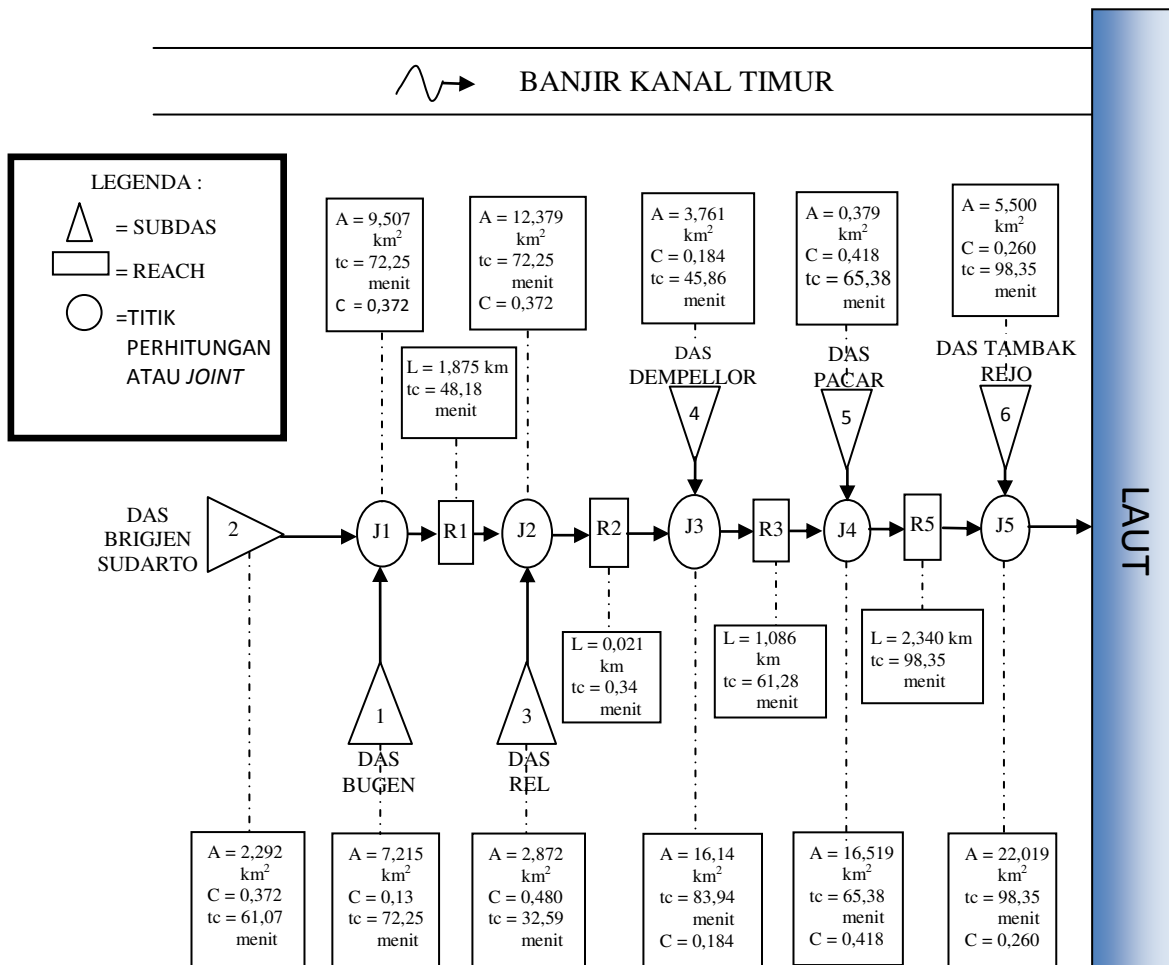 BANJIR KANAL TIMUR
LEGENDA :
= SUBDAS
= REACH
=TITIK
PERHITUNGAN
ATAU JOINT
A = 9,507
km²
tc = 72,25
menit
C = 0,372
A = 12,379
km²
tc = 72,25
menit
C = 0,372
A = 3,761
km²
C = 0,184
tc = 45,86
menit
A = 0,379
km²
C = 0,418
tc = 65,38
menit
A = 5,500
km²
C = 0,260
tc = 98,35
menit
L = 1,875 km
tc = 48,18
menit
DAS
DEMPELLOR
DAS
PACAR
DAS TAMBAK
REJO
4
5
6
DAS
BRIGJEN
SUDARTO
2
J1
R1
J2
R2
J3
R3
J4
R5
J5
LAUT
L = 0,021
km
tc = 0,34
menit
L = 1,086
km
tc = 61,28
menit
L = 2,340 km
tc = 98,35
menit
1
3
DAS
BUGEN
DAS
REL
A = 2,292
km²
C = 0,372
tc = 61,07
menit
A = 7,215
km²
C = 0,13
tc = 72,25
menit
A = 2,872
km²
C = 0,480
tc = 32,59
menit
A = 16,14
km²
tc = 83,94
menit
C = 0,184
A = 16,519
km²
tc = 65,38
menit
C = 0,418
A = 22,019
km²
tc = 98,35
menit
C = 0,260